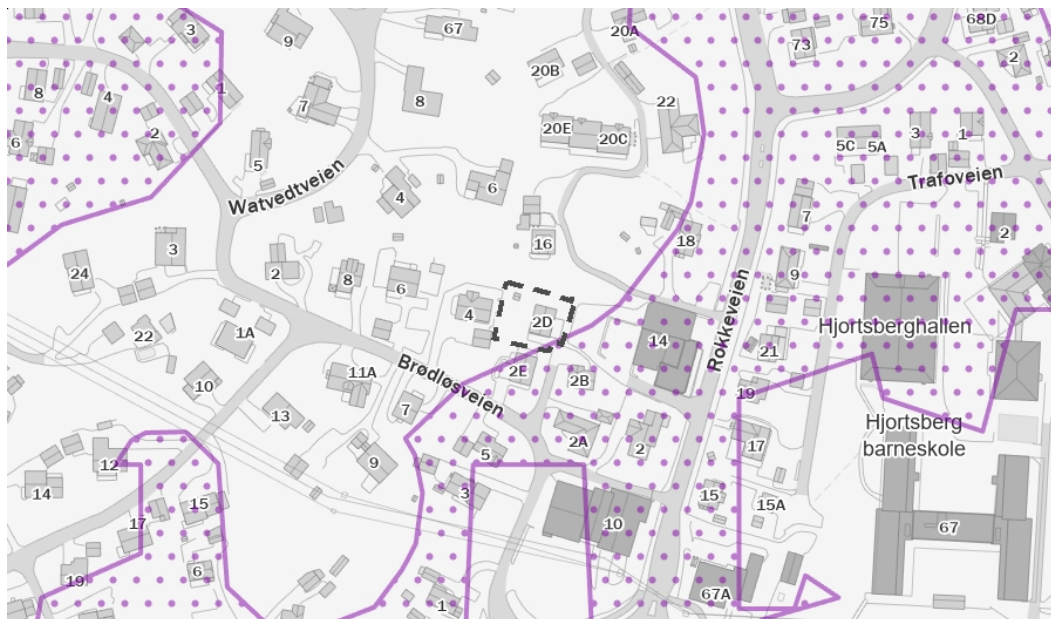 3
9
67
20A
75
68D
73
2
8
4
1
7
8
20B
22
6
2
5
20E
20C
3
1
5C
5A
Watvedtveien
Trafoveien
4
6
7
2
3
16
18
24
2
8
6
9
Rokkeveien
1A
4
2D
14
Hjortsberghallen
22
21
10
11A
Brødløsveien
2E
2B
19
13
7
Hjortsberg
barneskole
2A
2
17
12
9
5
14
3
15
15A
17
15
10
67
19
6
1
67A